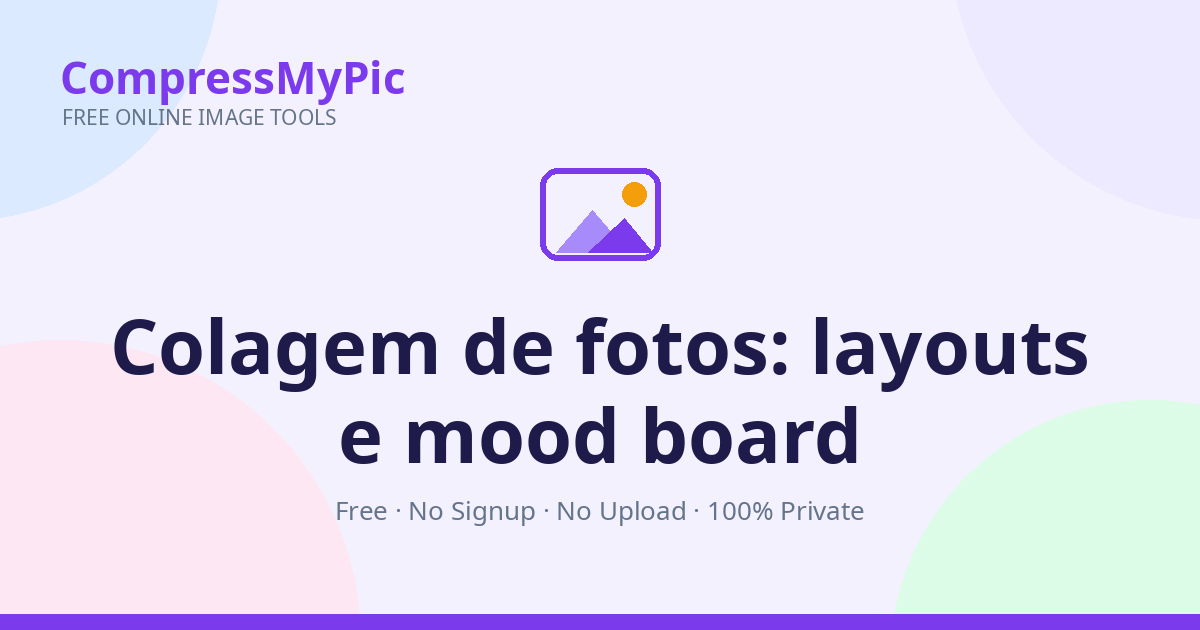 CompressMyPic
FREE ONLINE IMAGE TOOLS
Colagem de fotos: layouts
e mood board
Free · No Signup · No Upload · 100% Private